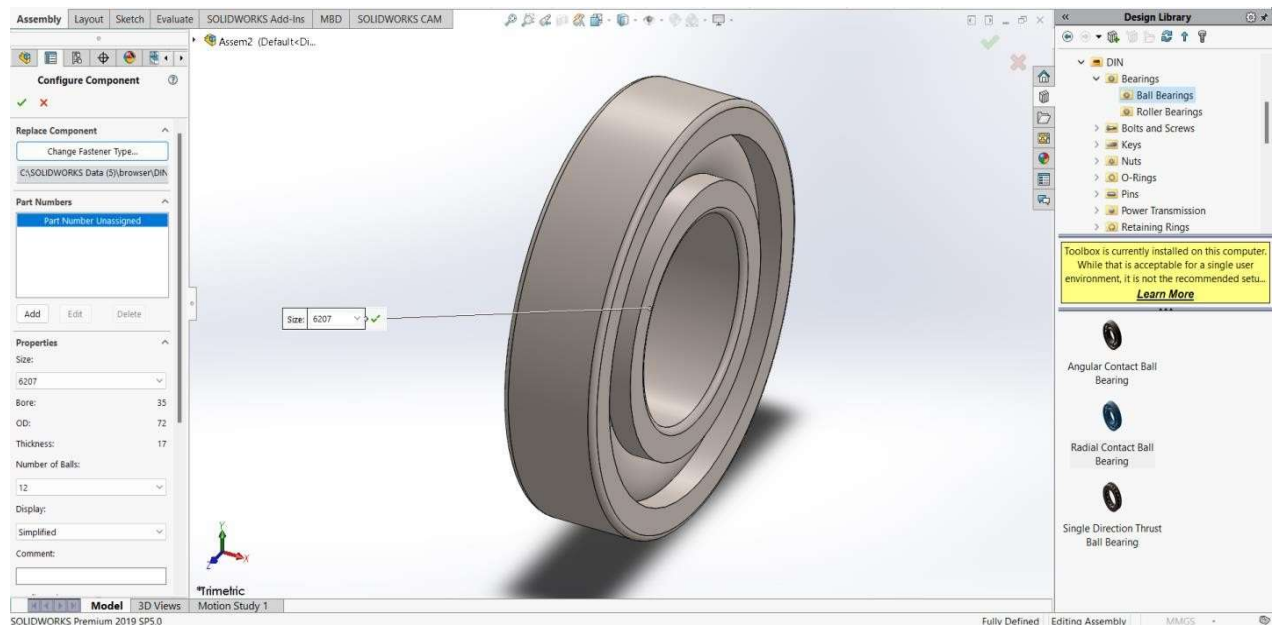 Assembly Layout Sketch Evaluate SOLIDWORKS Add-Ins MBD SOLIDWORKS CAM
Assem2 (Default<Di...
Configure Component
Replace Component
Change Fastener Type...
C:\SOLIDWORKS Data (5)\browser\DIN
Part Numbers
Part Number Unassigned
Add Edit Delete
Properties
Size:
6207
Bore: 35
OD: 72
Thickness: 17
Number of Balls:
12
Display:
Simplified
Comment:
Size: 6207
Y
X
Z
*Trimetric
Model 3D Views Motion Study 1
SOLIDWORKS Premium 2019 SP5.0
Fully Defined Editing Assembly MMGS
Design Library
DIN
Bearings
Ball Bearings
Roller Bearings
Bolts and Screws
Keys
Nuts
O-Rings
Pins
Power Transmission
Retaining Rings
Toolbox is currently installed on this computer.
While that is acceptable for a single user
environment, it is not the recommended setu...
Learn More
Angular Contact Ball
Bearing
Radial Contact Ball
Bearing
Single Direction Thrust
Ball Bearing